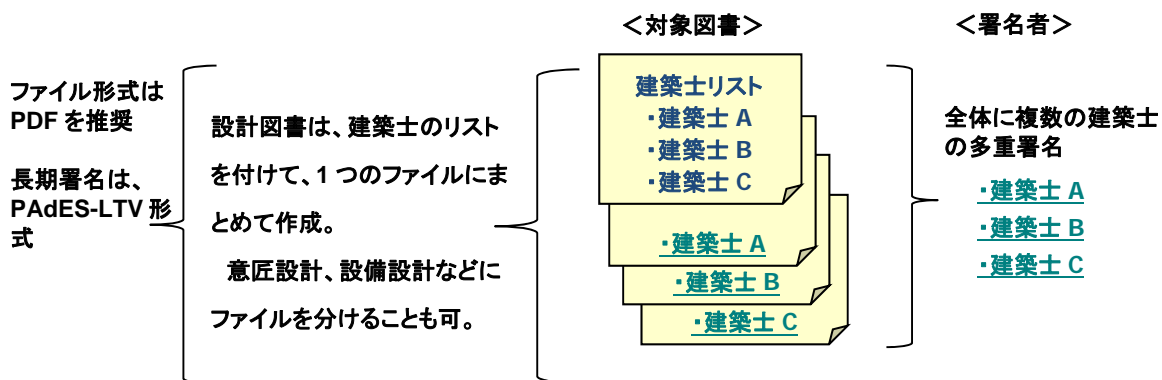 ファイル形式は
PDF を推奨
長期署名は、
PAdES-LTV 形
式
設計図書は、建築士のリスト
を付けて、1 つのファイルにま
とめて作成。
意匠設計、設備設計などに
ファイルを分けることも可。
＜対象図書＞
建築士リスト
・建築士 A
・建築士 B
・建築士 C
・建築士 A
・建築士 B
・建築士 C
＜署名者＞
全体に複数の建築士
の多重署名
・建築士 A
・建築士 B
・建築士 C